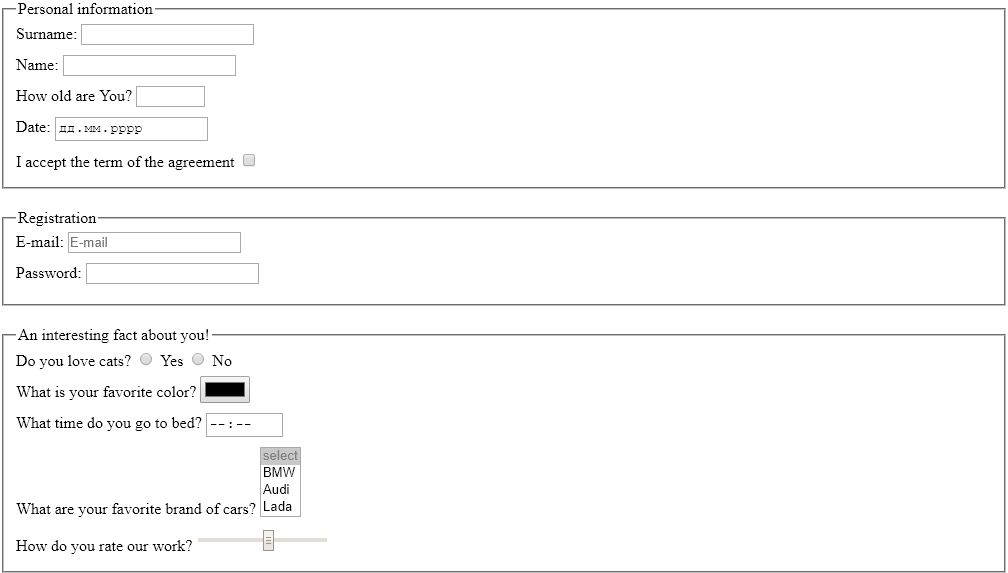 Personal information
Surname:
Name:
How old are You?
Date: дд.мм.рррр
I accept the term of the agreement
Registration
E-mail: E-mail
Password:
An interesting fact about you!
Do you love cats? Yes No
What is your favorite color?
What time do you go to bed? --:--
select
BMW
Audi
What are your favorite brand of cars? Lada
How do you rate our work?